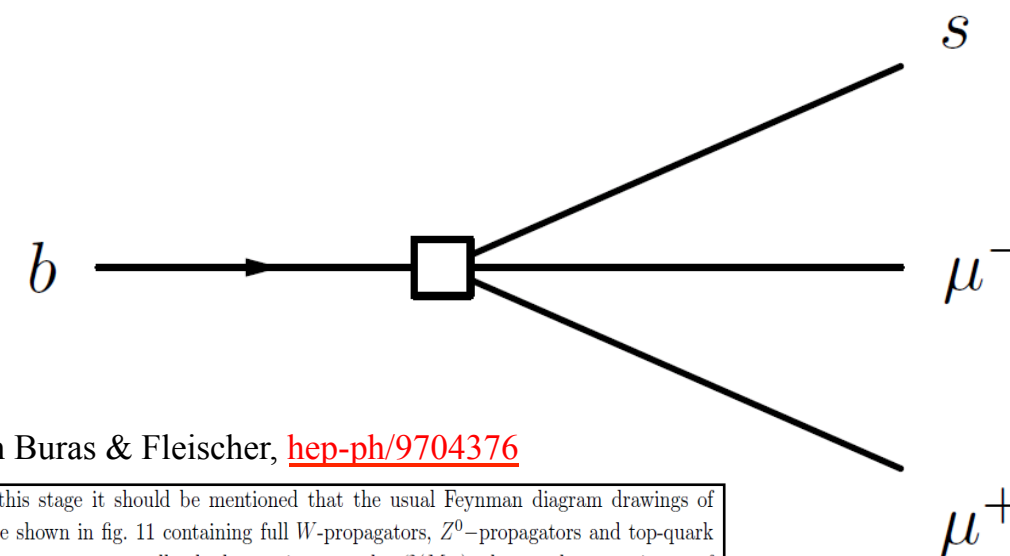 s
b
μ⁻
Buras & Fleischer, hep-ph/9704376
this stage it should be mentioned that the usual Feynman diagram drawings of
shown in fig. 11 containing full W-propagators, Z⁰−propagators and top-quark
μ⁺